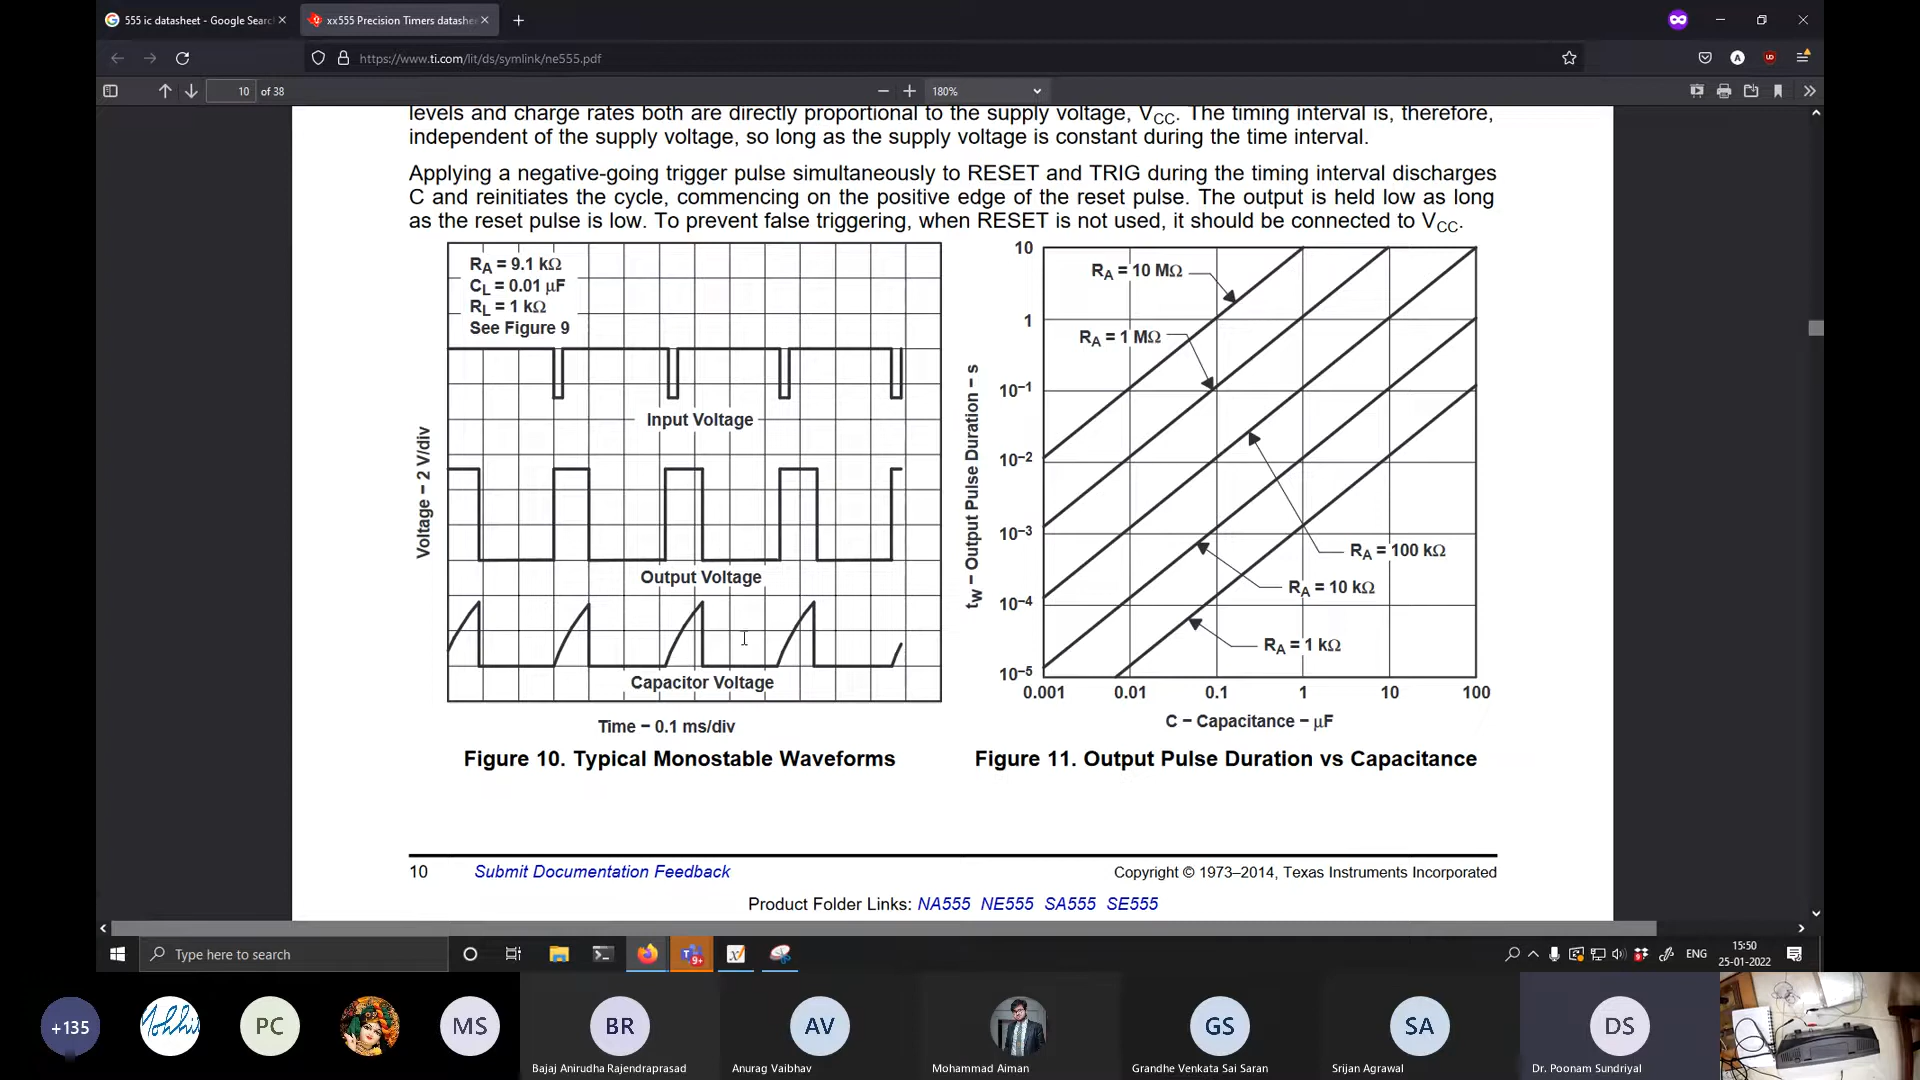 555 ic datasheet - Google Searc
xx555 Precision Timers datashe
https://www.ti.com/lit/ds/symlink/ne555.pdf
10 of 38
180%
levels and charge rates both are directly proportional to the supply voltage, VCC. The timing interval is, therefore,
independent of the supply voltage, so long as the supply voltage is constant during the time interval.
Applying a negative-going trigger pulse simultaneously to RESET and TRIG during the timing interval discharges
C and reinitiates the cycle, commencing on the positive edge of the reset pulse. The output is held low as long
as the reset pulse is low. To prevent false triggering, when RESET is not used, it should be connected to VCC.
RA = 9.1 kΩ
CL = 0.01 µF
RL = 1 kΩ
See Figure 9
Input Voltage
Output Voltage
Capacitor Voltage
Voltage − 2 V/div
Time − 0.1 ms/div
Figure 10. Typical Monostable Waveforms
10
1
10−1
10−2
10−3
10−4
10−5
RA = 10 MΩ
RA = 1 MΩ
RA = 100 kΩ
RA = 10 kΩ
RA = 1 kΩ
tw − Output Pulse Duration − s
0.001 0.01 0.1 1 10 100
C − Capacitance − µF
Figure 11. Output Pulse Duration vs Capacitance
10 Submit Documentation Feedback
Copyright © 1973–2014, Texas Instruments Incorporated
Product Folder Links: NA555 NE555 SA555 SE555
Type here to search
9+
ENG
15:50
25-01-2022
+135
Mohhit
PC
MS
BR
AV
GS
SA
DS
Bajaj Anirudha Rajendraprasad
Anurag Vaibhav
Mohammad Aiman
Grandhe Venkata Sai Saran
Srijan Agrawal
Dr. Poonam Sundriyal